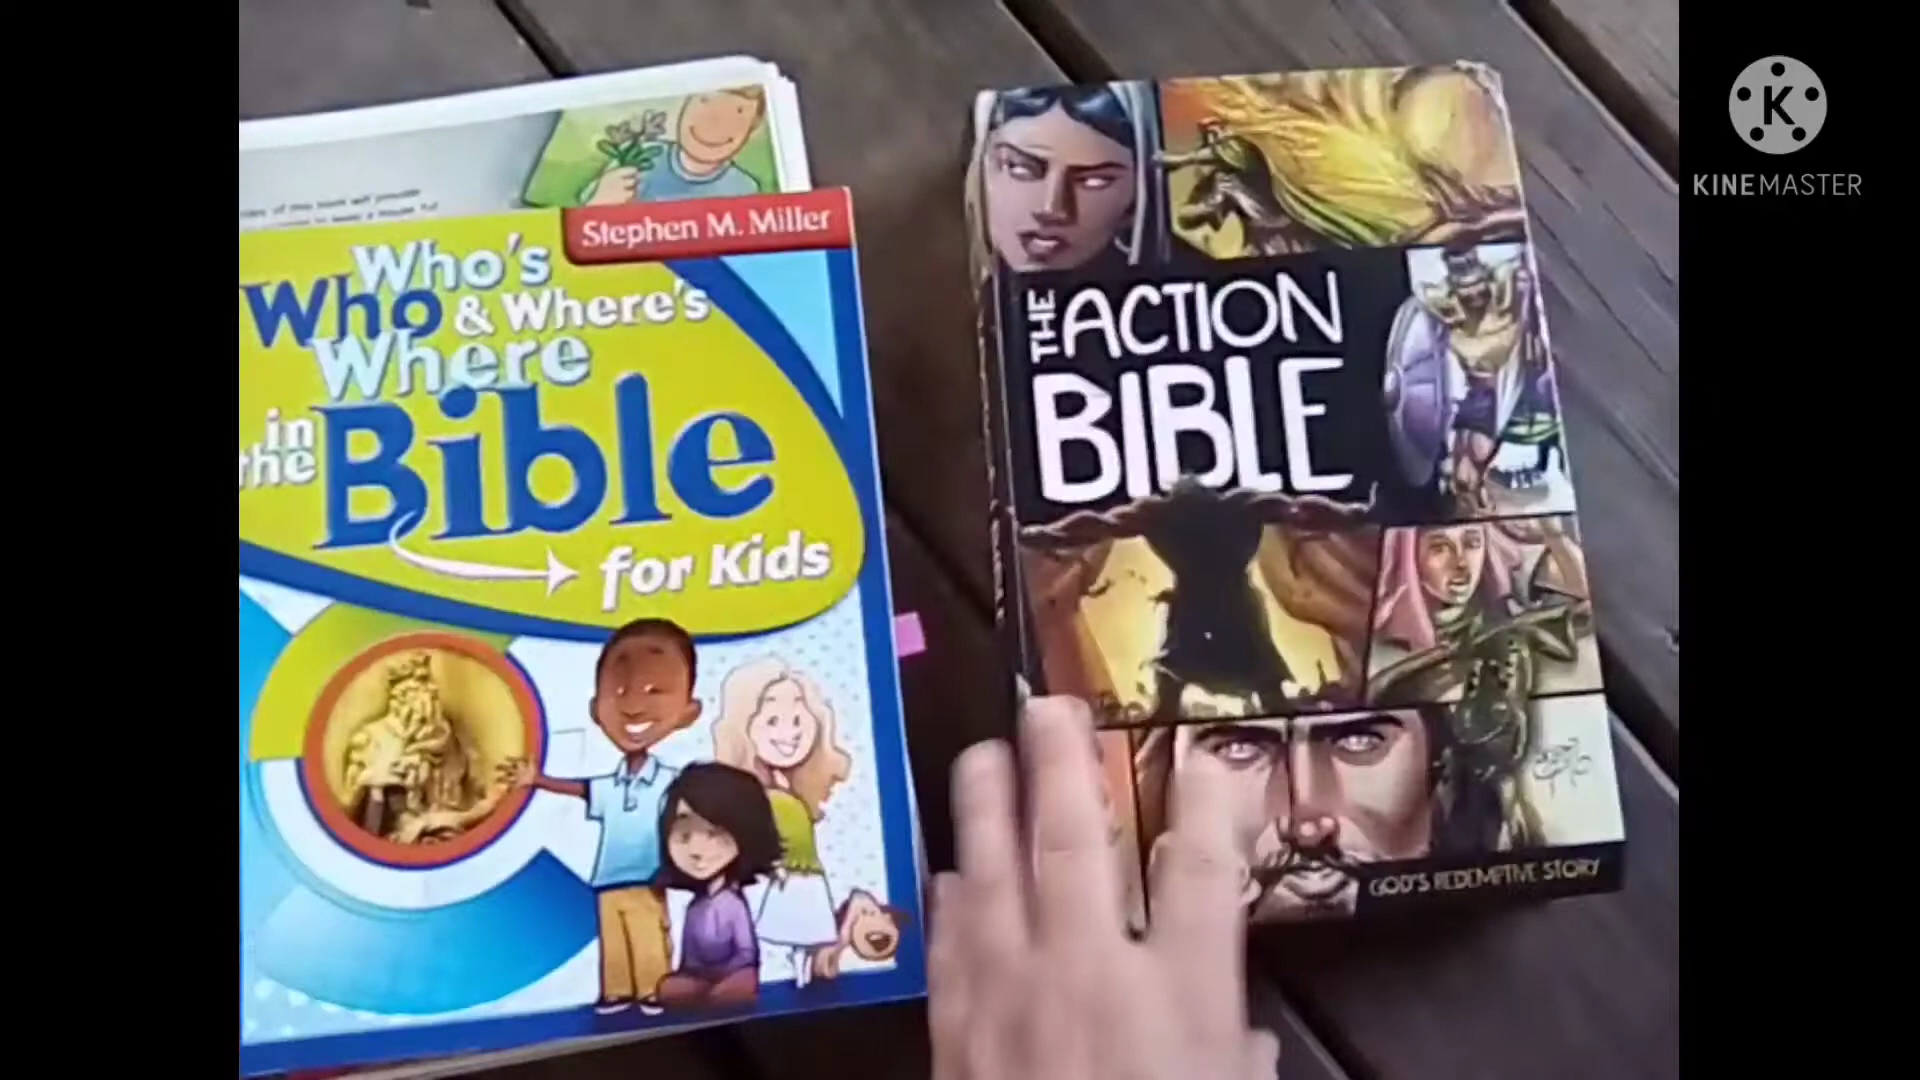 Stephen M. Miller
Who's
Who & Where's
Where
in the Bible
for Kids
THE ACTION
BIBLE
GOD'S REDEMPTIVE STORY
K
KINEMASTER